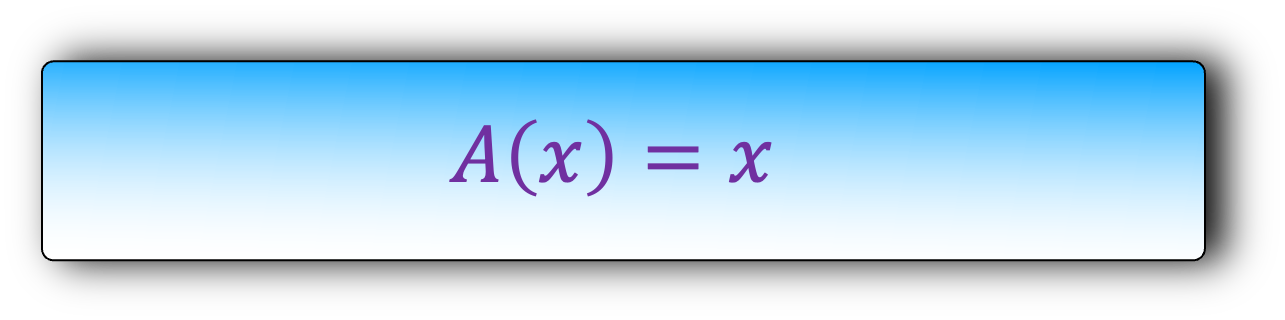 A(x) = x